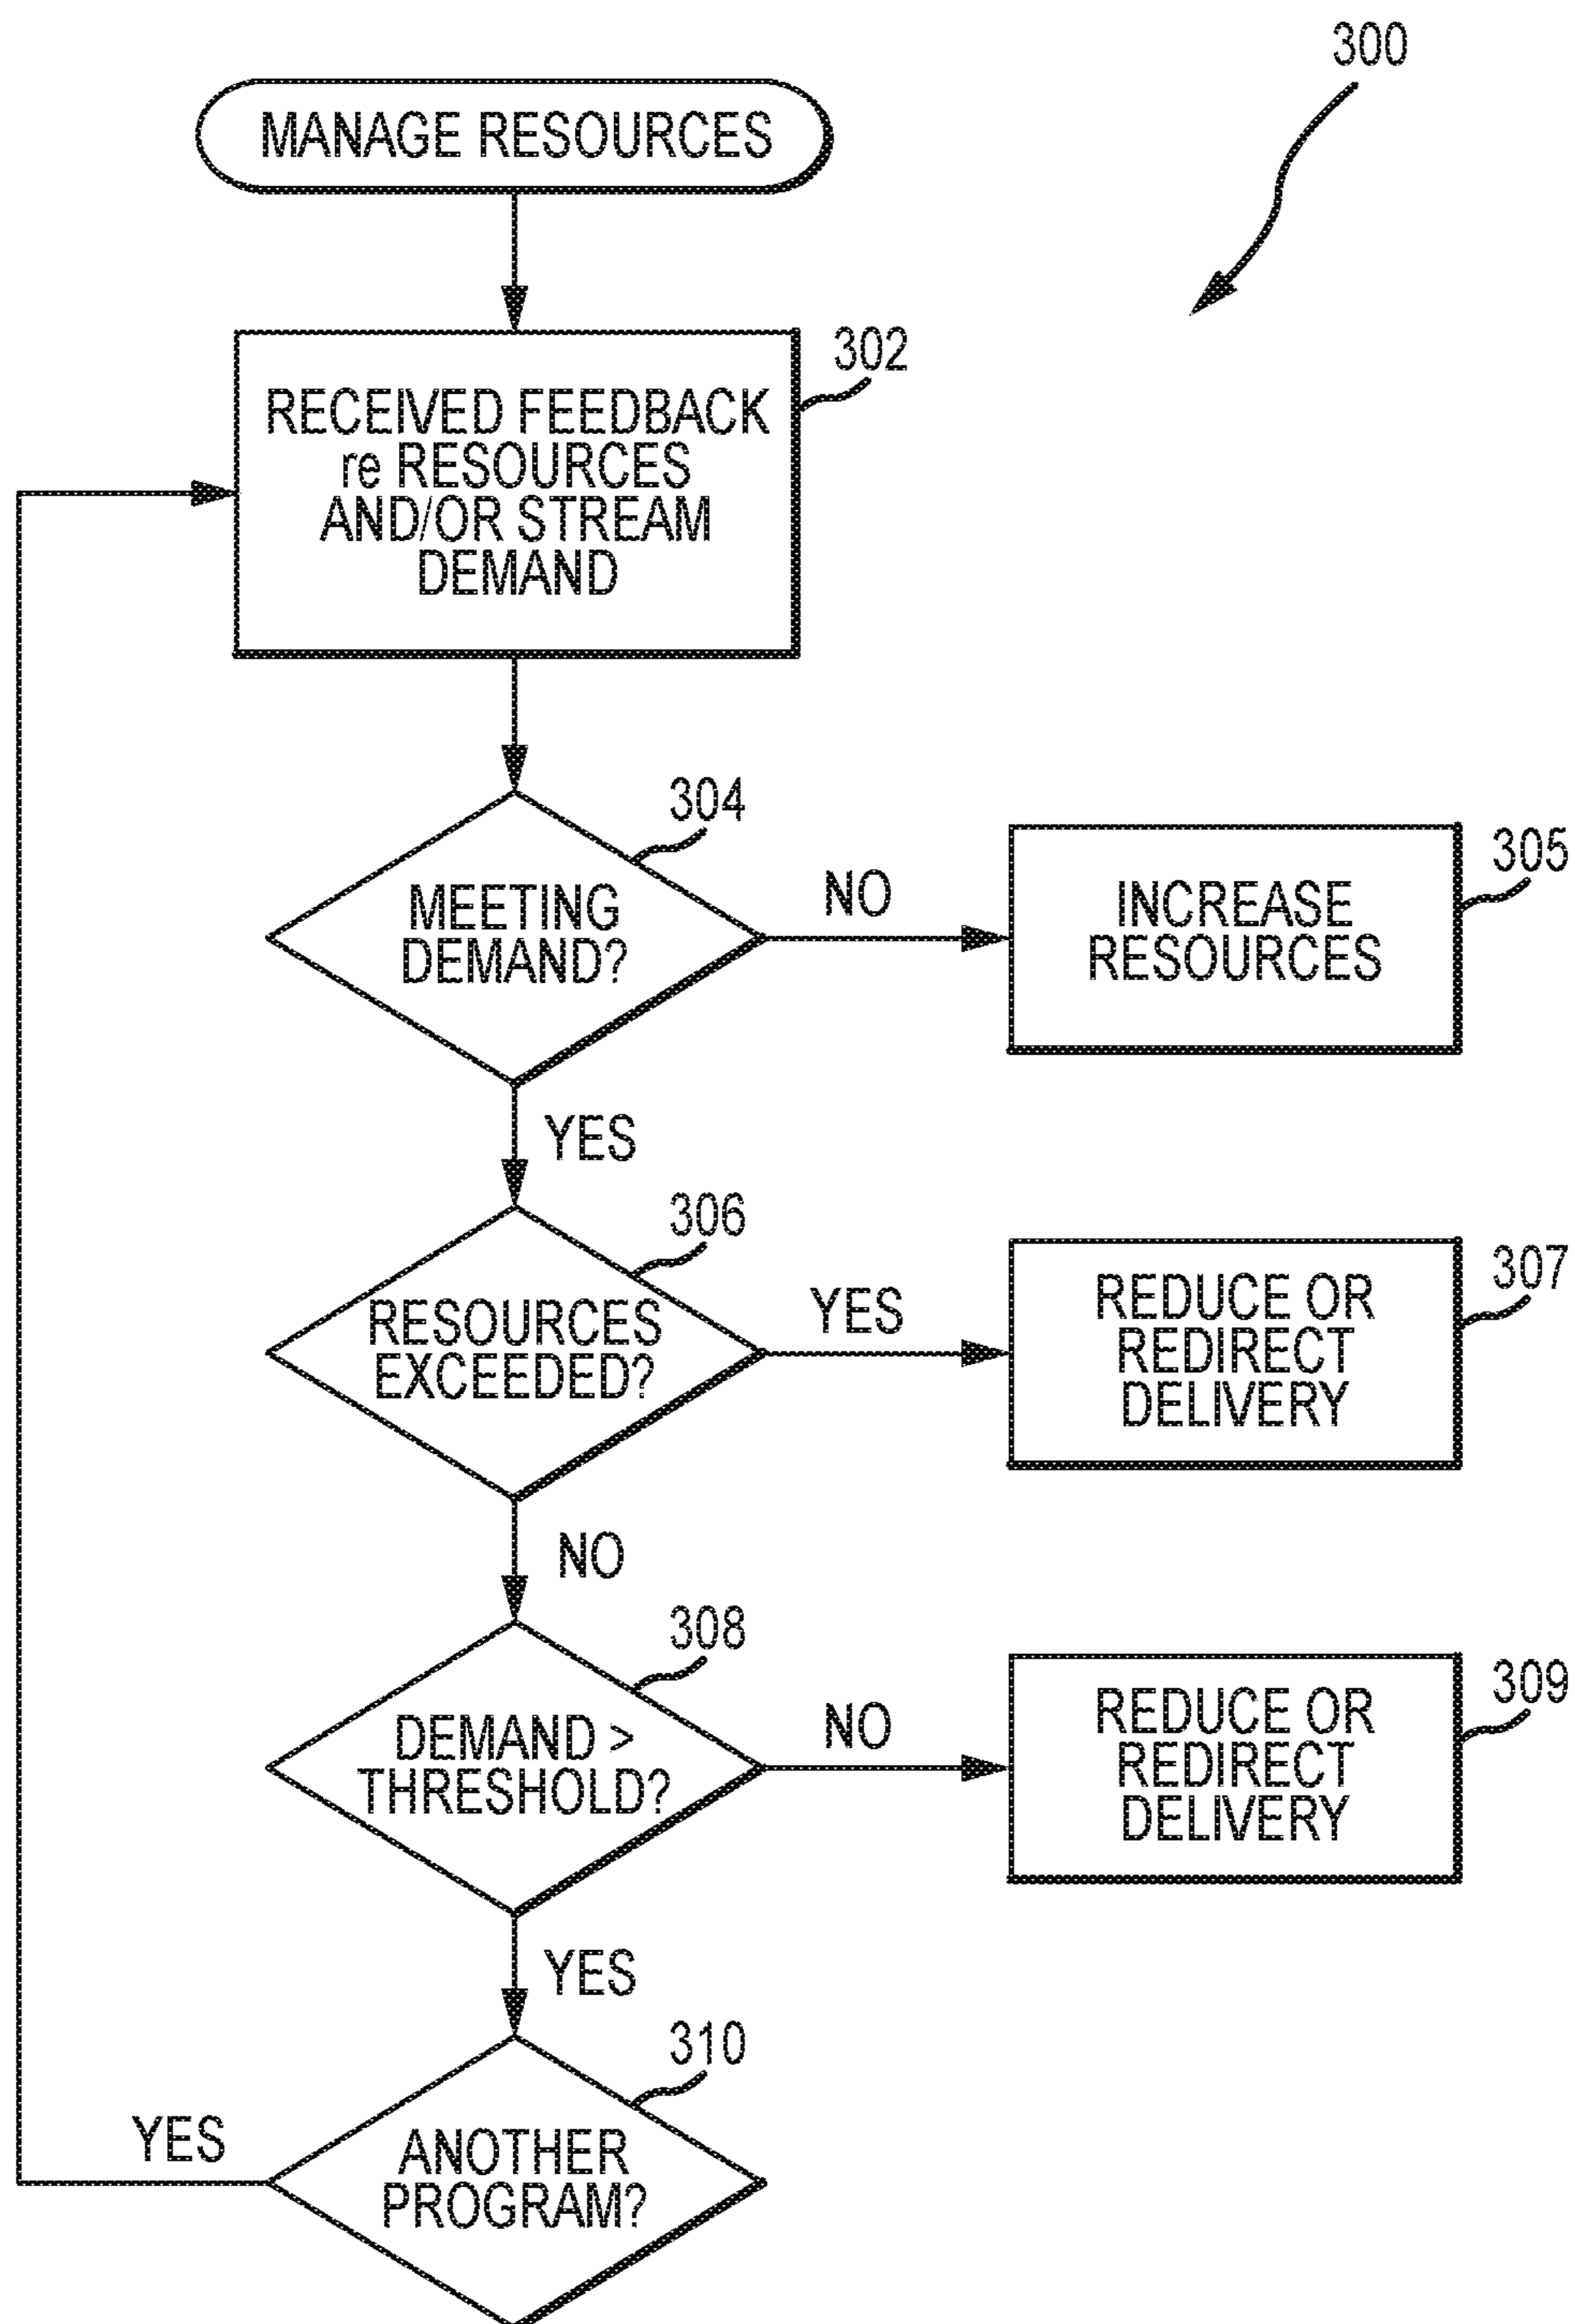 300
MANAGE RESOURCES
302
RECEIVED FEEDBACK
re RESOURCES
AND/OR STREAM
DEMAND
304
MEETING
DEMAND?
NO
305
INCREASE
RESOURCES
YES
306
RESOURCES
EXCEEDED?
YES
307
REDUCE OR
REDIRECT
DELIVERY
NO
308
DEMAND >
THRESHOLD?
NO
309
REDUCE OR
REDIRECT
DELIVERY
YES
310
ANOTHER
PROGRAM?
YES